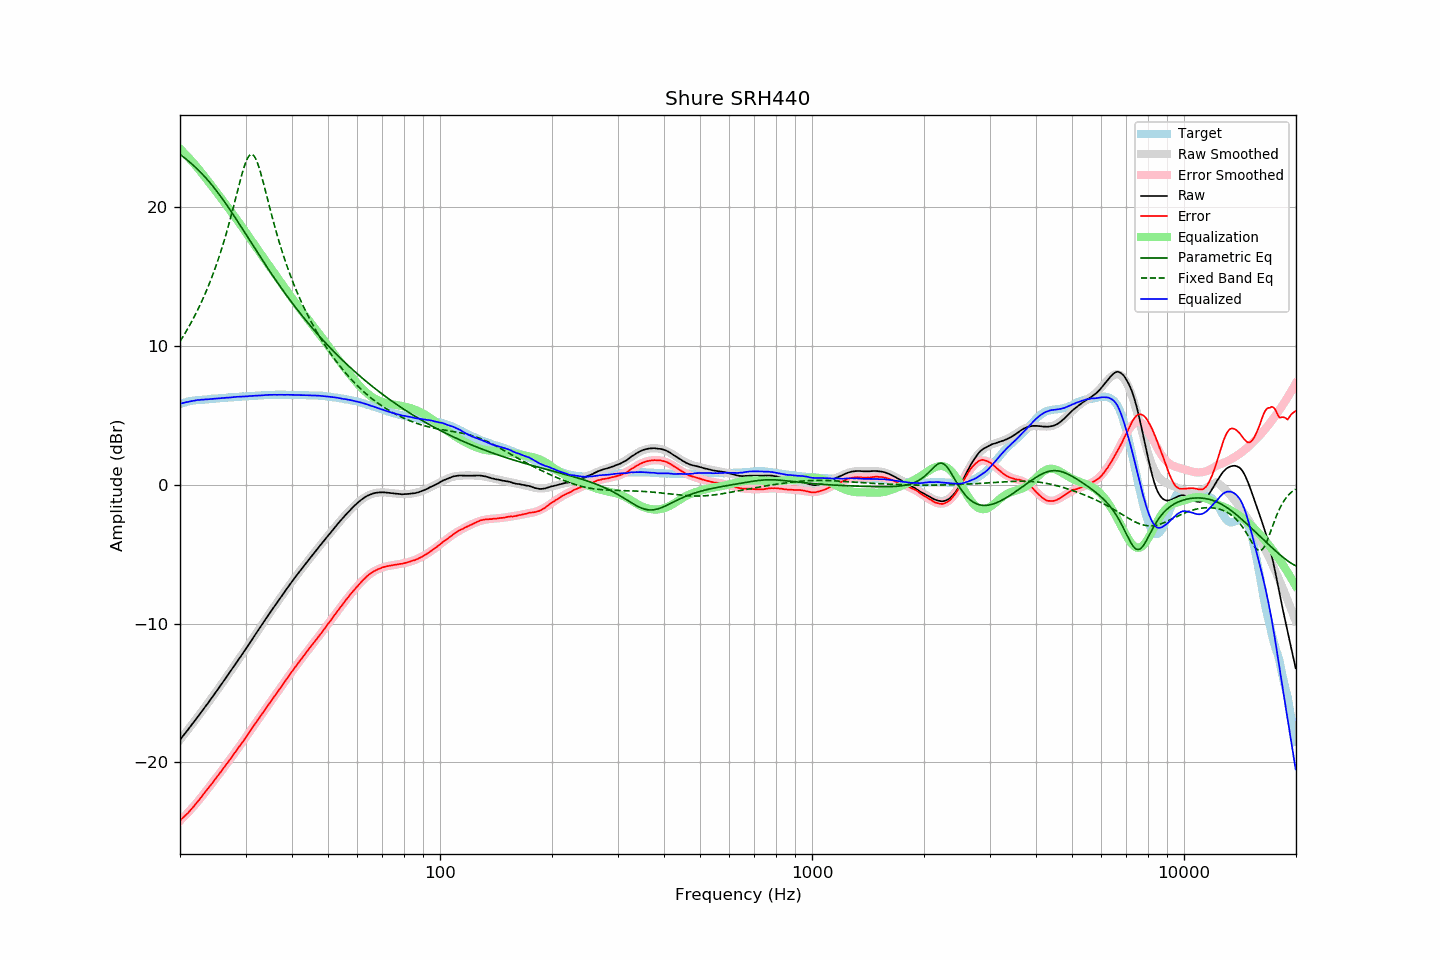 Shure SRH440
Target
Raw Smoothed
Error Smoothed
Raw
Error
Equalization
Parametric Eq
Fixed Band Eq
Equalized
20
10
0
−10
−20
Amplitude (dBr)
100
1000
10000
Frequency (Hz)